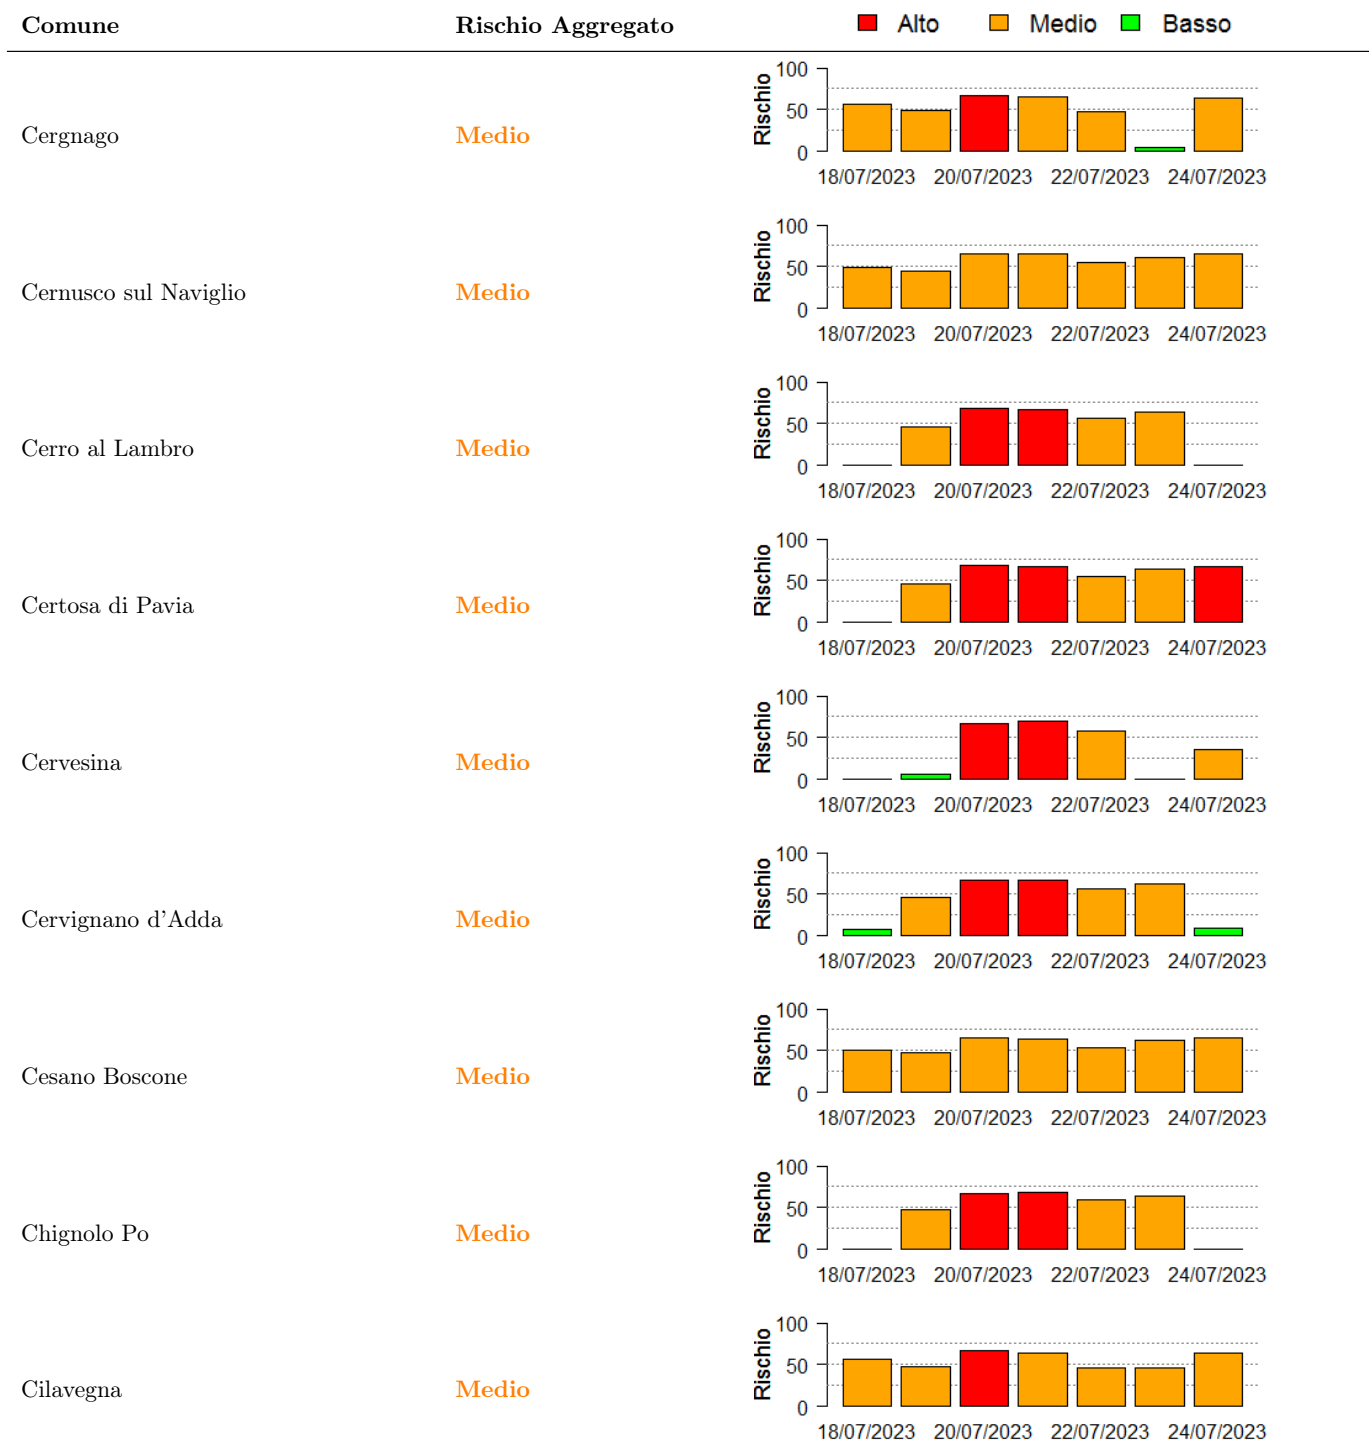 Comune Rischio Aggregato Alto Medio Basso
Cergnago Medio
Rischio
100
50
0
18/07/2023 20/07/2023 22/07/2023 24/07/2023
Cernusco sul Naviglio Medio
Rischio
100
50
0
18/07/2023 20/07/2023 22/07/2023 24/07/2023
Cerro al Lambro Medio
Rischio
100
50
0
18/07/2023 20/07/2023 22/07/2023 24/07/2023
Certosa di Pavia Medio
Rischio
100
50
0
18/07/2023 20/07/2023 22/07/2023 24/07/2023
Cervesina Medio
Rischio
100
50
0
18/07/2023 20/07/2023 22/07/2023 24/07/2023
Cervignano d'Adda Medio
Rischio
100
50
0
18/07/2023 20/07/2023 22/07/2023 24/07/2023
Cesano Boscone Medio
Rischio
100
50
0
18/07/2023 20/07/2023 22/07/2023 24/07/2023
Chignolo Po Medio
Rischio
100
50
0
18/07/2023 20/07/2023 22/07/2023 24/07/2023
Cilavegna Medio
Rischio
100
50
0
18/07/2023 20/07/2023 22/07/2023 24/07/2023